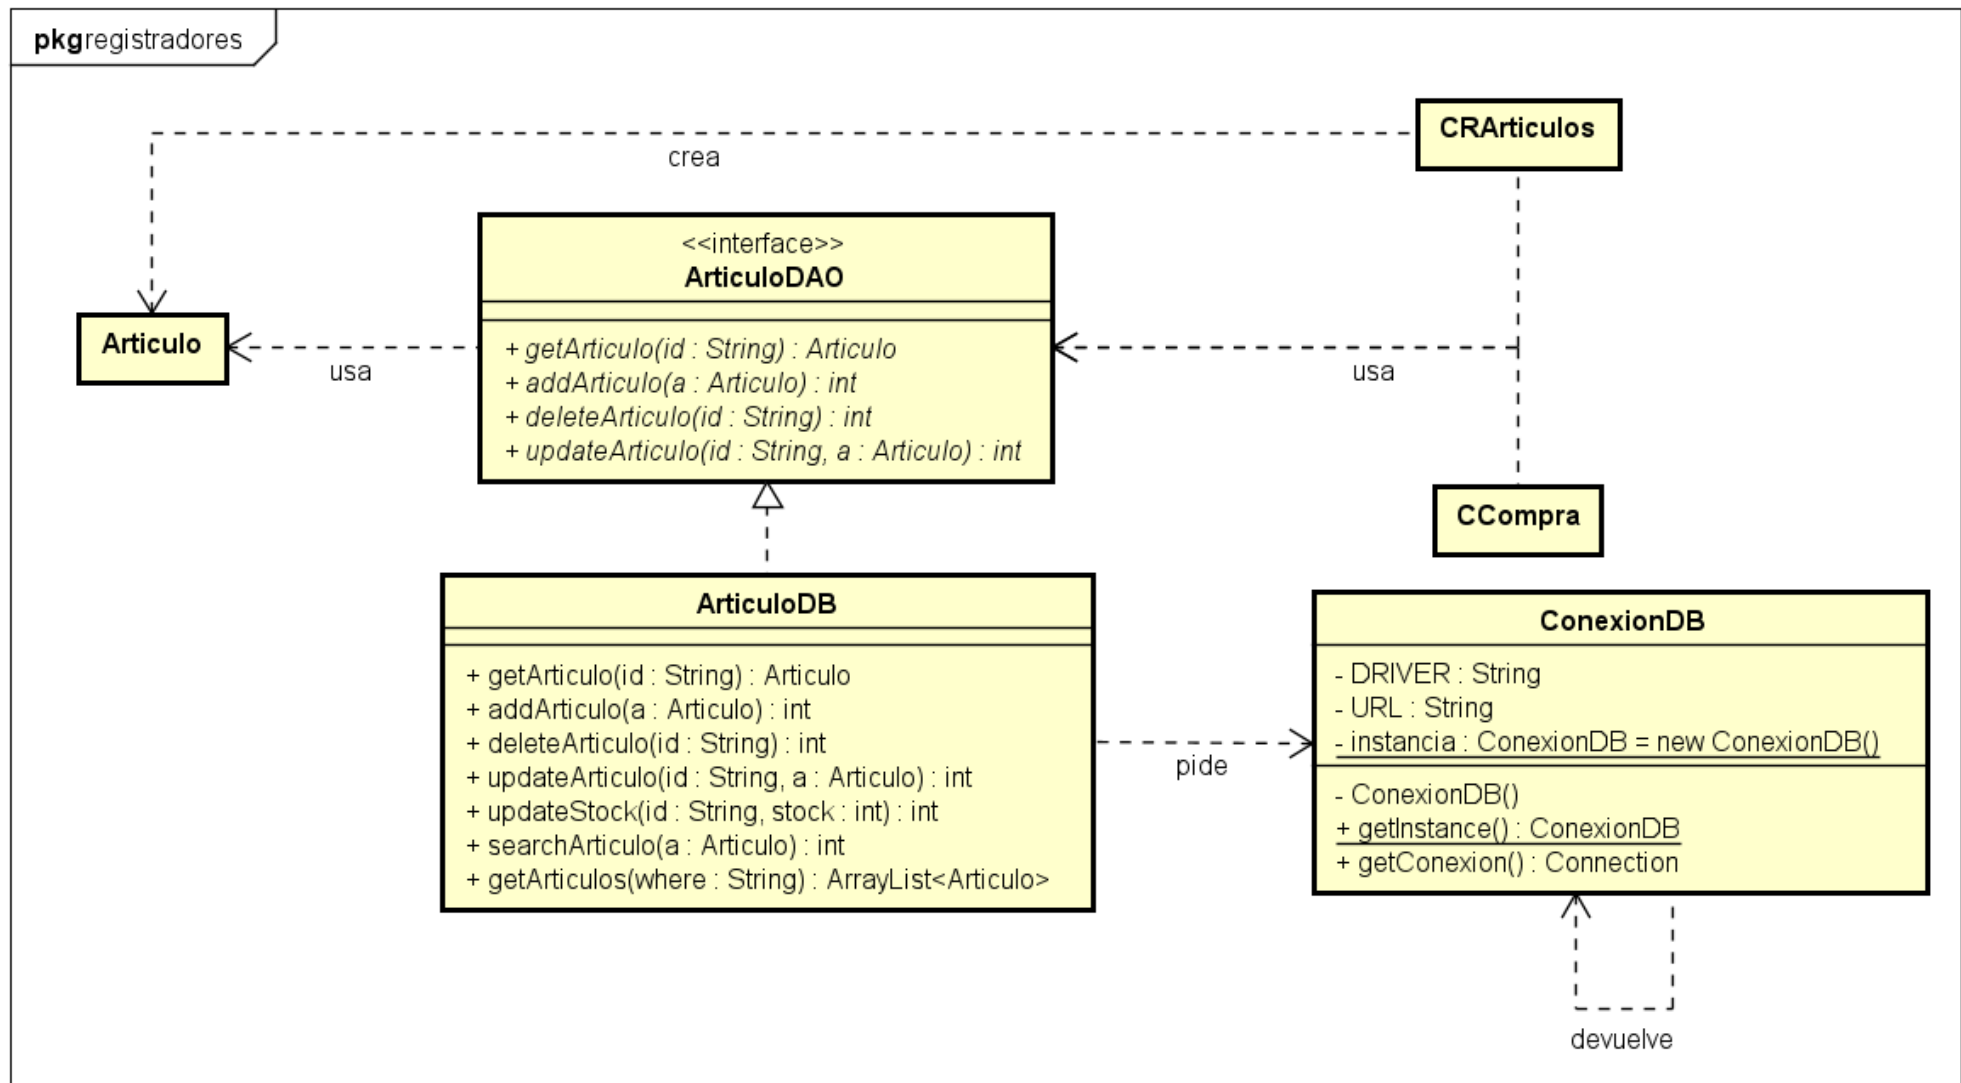 pkg registradores
CRArticulos
crea
<<interface>>
ArticuloDAO
+ getArticulo(id : String) : Articulo
+ addArticulo(a : Articulo) : int
+ deleteArticulo(id : String) : int
+ updateArticulo(id : String, a : Articulo) : int
Articulo
usa
usa
CCompra
ArticuloDB
+ getArticulo(id : String) : Articulo
+ addArticulo(a : Articulo) : int
+ deleteArticulo(id : String) : int
+ updateArticulo(id : String, a : Articulo) : int
+ updateStock(id : String, stock : int) : int
+ searchArticulo(a : Articulo) : int
+ getArticulos(where : String) : ArrayList<Articulo>
pide
ConexionDB
- DRIVER : String
- URL : String
- instancia : ConexionDB = new ConexionDB()
- ConexionDB()
+ getInstance() : ConexionDB
+ getConexion() : Connection
devuelve